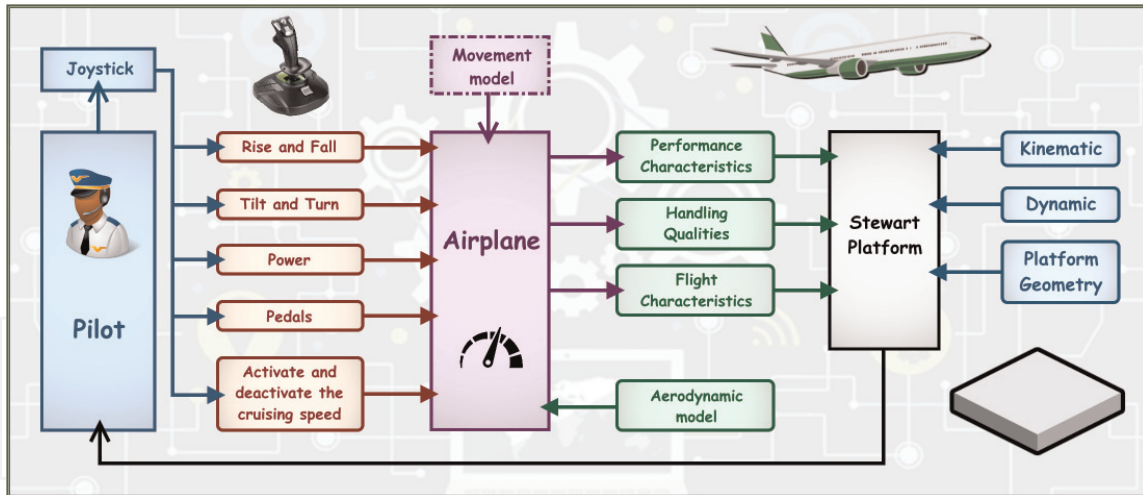 Joystick
Pilot
Rise and Fall
Tilt and Turn
Power
Pedals
Activate and
deactivate the
cruising speed
Movement
model
Airplane
Performance
Characteristics
Handling
Qualities
Flight
Characteristics
Aerodynamic
model
Stewart
Platform
Kinematic
Dynamic
Platform
Geometry